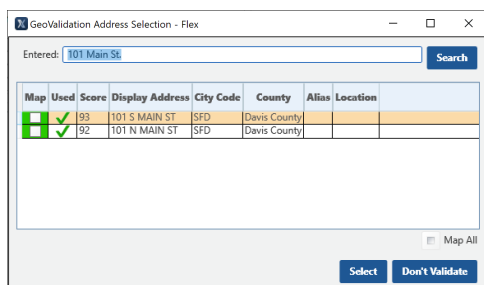 GeoValidation Address Selection - Flex
Entered: 101 Main St.
Search
Map Used Score Display Address City Code County Alias Location
93 101 S MAIN ST SFD Davis County
92 101 N MAIN ST SFD Davis County
Map All
Select Don't Validate